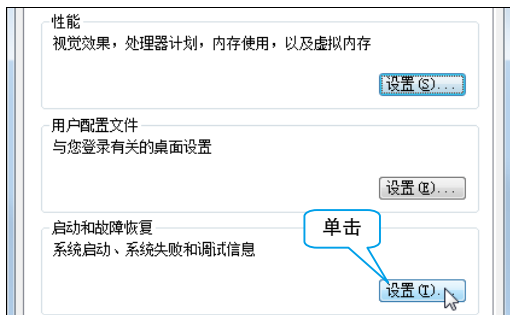 性能
视觉效果，处理器计划，内存使用，以及虚拟内存
设置(S)...
用户配置文件
与您登录有关的桌面设置
设置(E)...
启动和故障恢复
单击
系统启动、系统失败和调试信息
设置(T)...